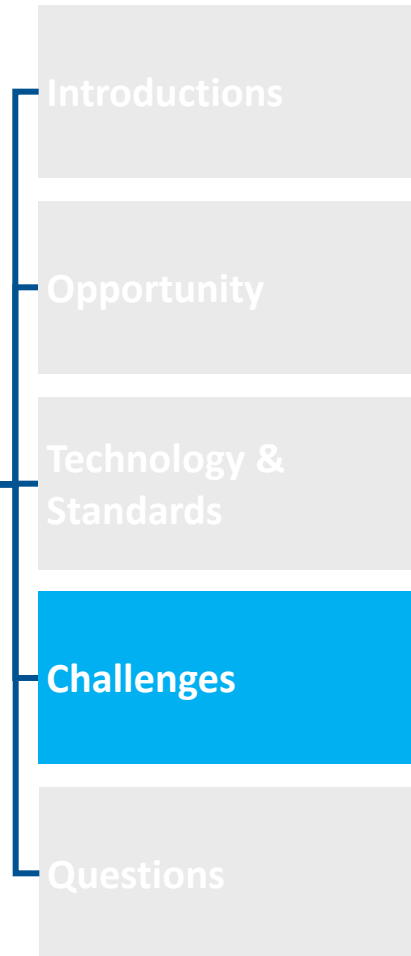 Introductions
Opportunity
Technology &
Standards
Challenges
Questions